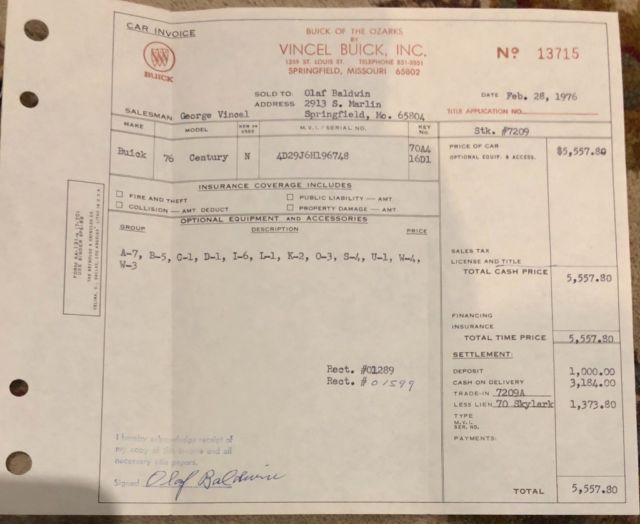 CAR INVOICE
BUICK OF THE OZARKS
BY
VINCEL BUICK, INC.
1259 ST. LOUIS ST. TELEPHONE 831-5551
SPRINGFIELD, MISSOURI 65802
BUICK
No 13715
SOLD TO: Olaf Baldwin
DATE Feb. 28, 1976
ADDRESS 2913 S. Marlin
SALESMAN George Vincel Springfield, Mo. 65804
TITLE APPLICATION NO.
MAKE MODEL NEW OR USED M.V.I. / SERIAL NO. KEY NO. Stk. #7209
Buick 76 Century N 4D29J6H196748 70A4
16D1
PRICE OF CAR $5,557.80
OPTIONAL EQUIP. & ACCESS.
INSURANCE COVERAGE INCLUDES
FIRE AND THEFT PUBLIC LIABILITY — AMT.
COLLISION — AMT. DEDUCT PROPERTY DAMAGE — AMT.
OPTIONAL EQUIPMENT AND ACCESSORIES
GROUP DESCRIPTION PRICE
A-7, B-5, C-1, D-1, I-6, L-1, K-2, O-3, S-4, U-1, W-4,
W-3
SALES TAX
LICENSE AND TITLE
TOTAL CASH PRICE 5,557.80
FINANCING
INSURANCE
TOTAL TIME PRICE 5,557.80
SETTLEMENT:
Rect. #01289
DEPOSIT 1,000.00
Rect. #01599
CASH ON DELIVERY 3,184.00
TRADE-IN 7209A
LESS LIEN 70 Skylark 1,373.80
TYPE
M.V.I.
SER. NO.
PAYMENTS:
I hereby acknowledge receipt of
my copy of this invoice and all
necessary title papers.
Signed Olaf Baldwin
TOTAL 5,557.80